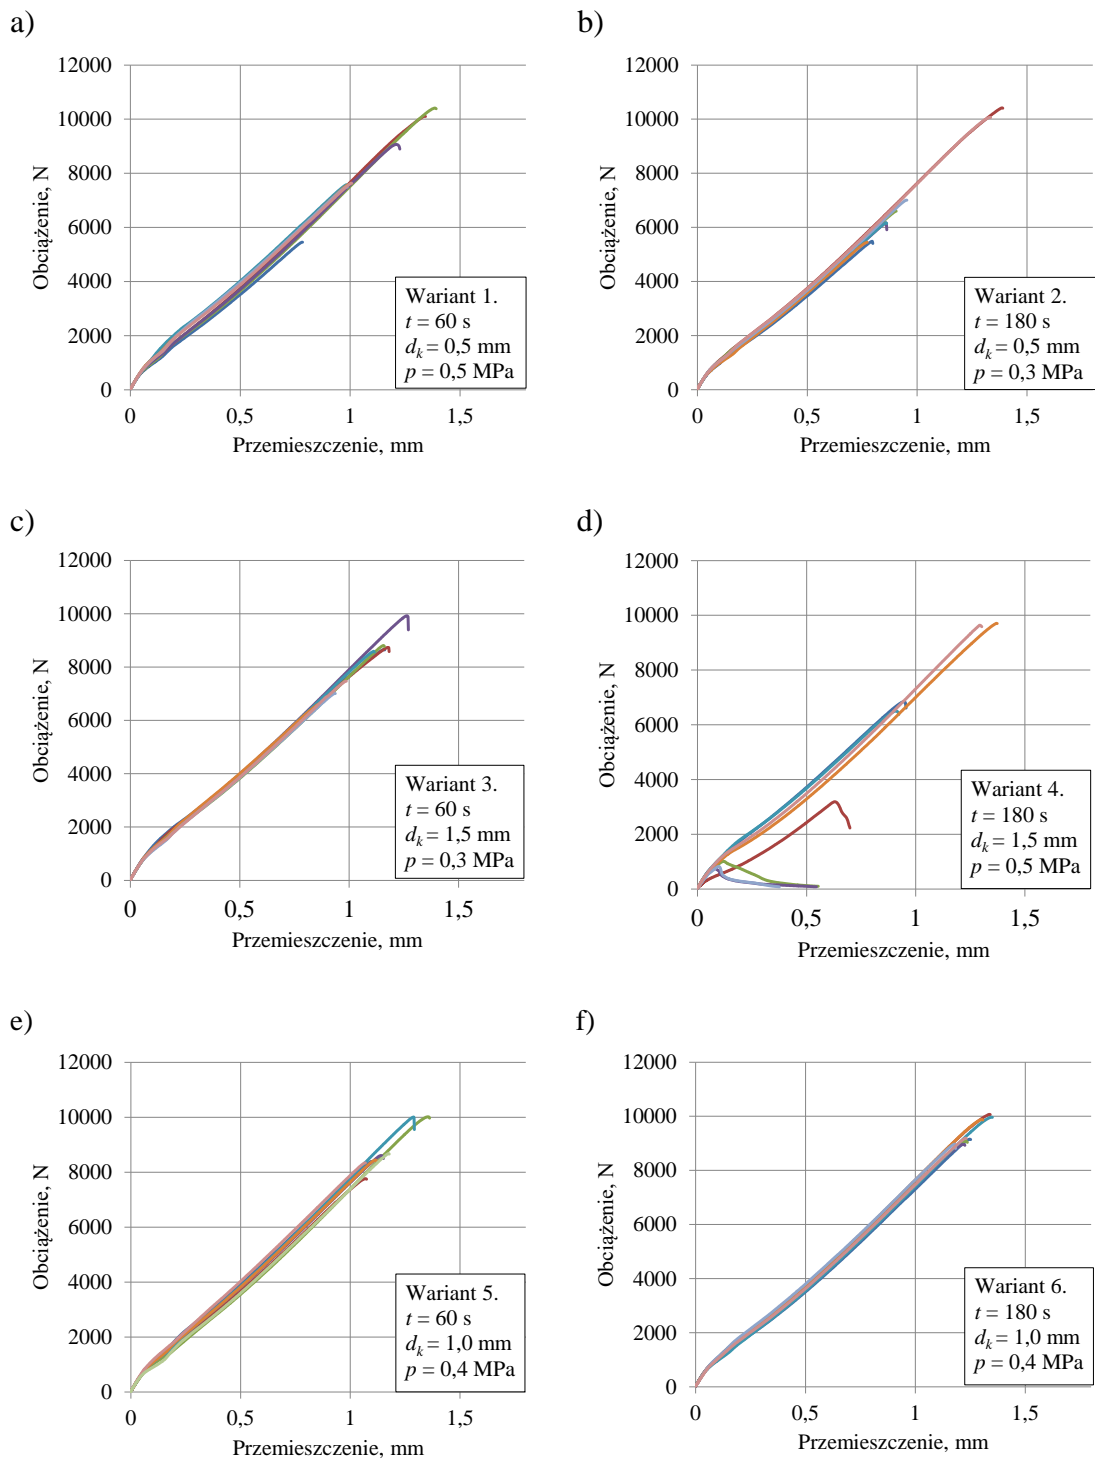 a)
12000
10000
8000
6000
4000
2000
0
Obciążenie, N
0
0,5
1
1,5
Przemieszczenie, mm
Wariant 1.
t = 60 s
dk = 0,5 mm
p = 0,5 MPa
b)
12000
10000
8000
6000
4000
2000
0
Obciążenie, N
0
0,5
1
1,5
Przemieszczenie, mm
Wariant 2.
t = 180 s
dk = 0,5 mm
p = 0,3 MPa
c)
12000
10000
8000
6000
4000
2000
0
Obciążenie, N
0
0,5
1
1,5
Przemieszczenie, mm
Wariant 3.
t = 60 s
dk = 1,5 mm
p = 0,3 MPa
d)
12000
10000
8000
6000
4000
2000
0
Obciążenie, N
0
0,5
1
1,5
Przemieszczenie, mm
Wariant 4.
t = 180 s
dk = 1,5 mm
p = 0,5 MPa
e)
12000
10000
8000
6000
4000
2000
0
Obciążenie, N
0
0,5
1
1,5
Przemieszczenie, mm
Wariant 5.
t = 60 s
dk = 1,0 mm
p = 0,4 MPa
f)
12000
10000
8000
6000
4000
2000
0
Obciążenie, N
0
0,5
1
1,5
Przemieszczenie, mm
Wariant 6.
t = 180 s
dk = 1,0 mm
p = 0,4 MPa